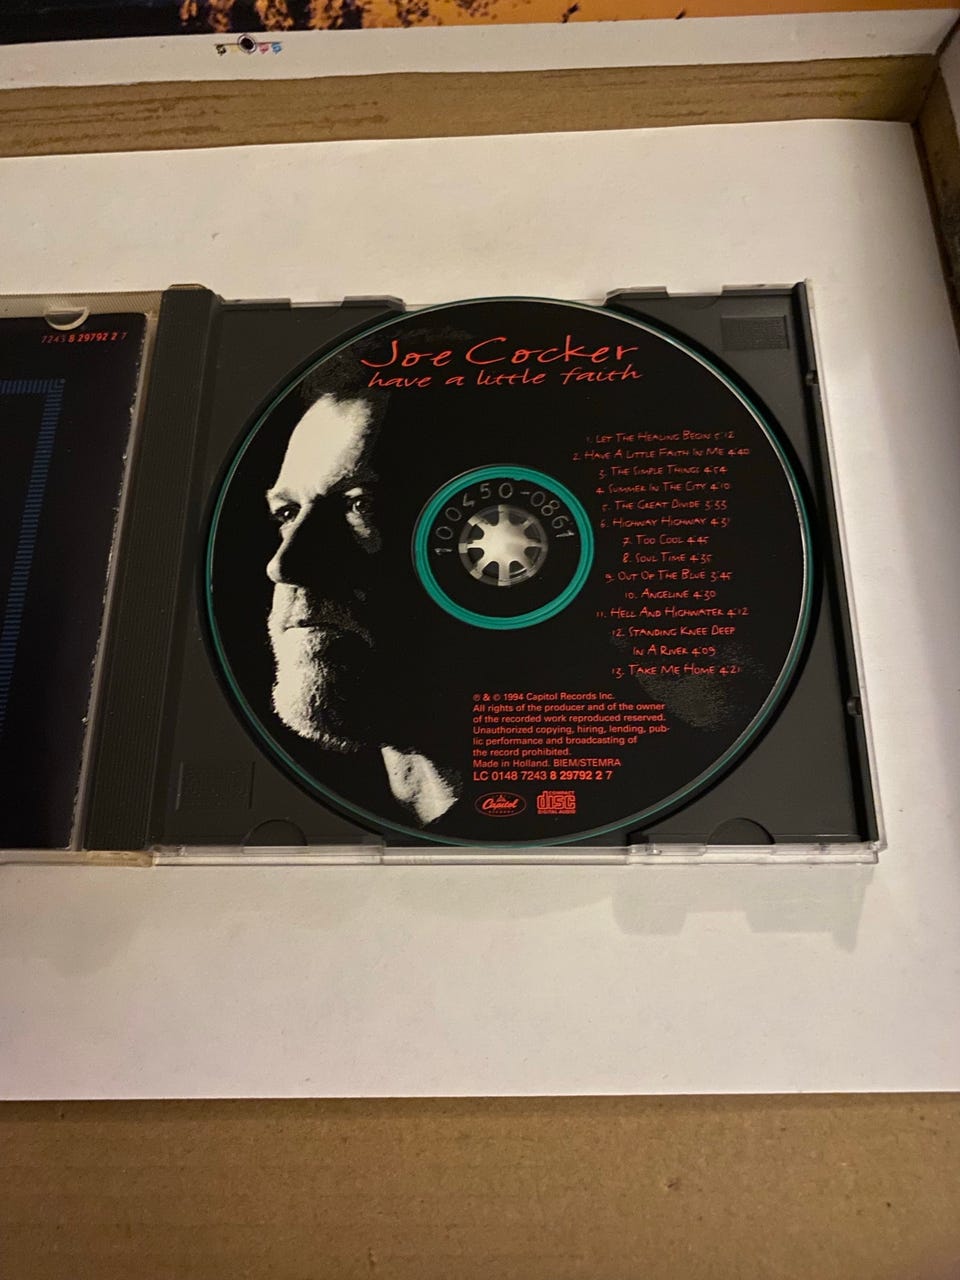 7243 8 29792 2 7
Joe Cocker
have a little faith
1. LET THE HEALING BEGIN 5:12
2. HAVE A LITTLE FAITH IN ME 4:40
3. THE SIMPLE THINGS 4:54
4. SUMMER IN THE CITY 4:10
5. THE GREAT DIVIDE 3:33
6. HIGHWAY HIGHWAY
7. TOO COOL 4:45
8. SOUL TIME 4:35
9. OUT OF THE BLUE 3:45
10. ANGELINE 4:30
11. HELL AND HIGHWATER 4:12
12. STANDING KNEE DEEP
IN A RIVER 4:09
13. TAKE ME HOME 4:21
100450-0861
℗ & © 1994 Capitol Records Inc.
All rights of the producer and of the owner
of the recorded work reproduced reserved.
Unauthorized copying, hiring, lending, pub-
lic performance and broadcasting of
the record prohibited.
Made in Holland. BIEM/STEMRA
LC 0148 7243 8 29792 2 7
Capitol
RECORDS
COMPACT
disc
DIGITAL AUDIO